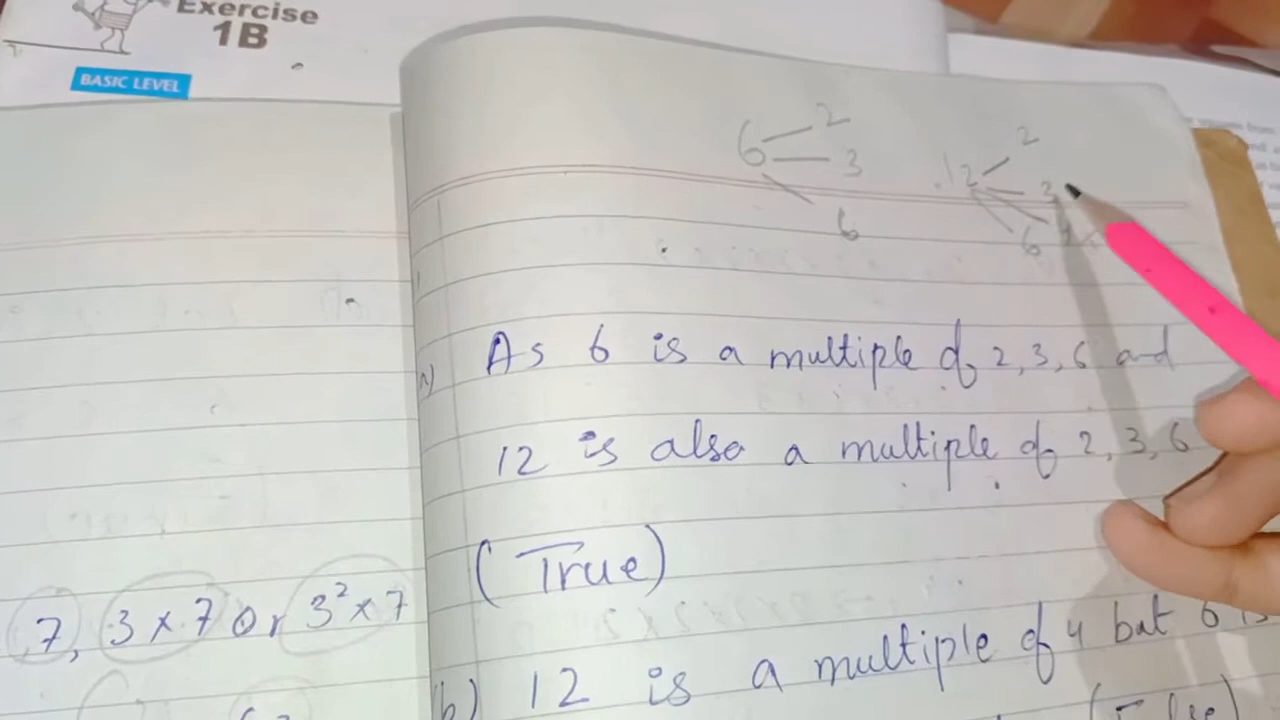 Exercise
1B
BASIC LEVEL
6 2
3
6
12 2
3
6 4
a) As 6 is a multiple of 2, 3, 6 and
12 is also a multiple of 2, 3, 6
(True)
7, 3 × 7 or 3² × 7
(b) 12 is a multiple of 4 but 6 is